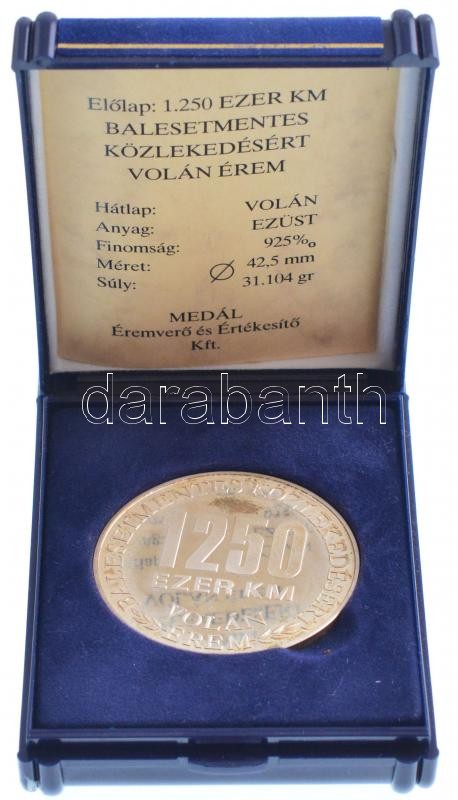 Előlap: 1.250 EZER KM
BALESETMENTES
KÖZLEKEDÉSÉRT
VOLÁN ÉREM
Hátlap: VOLÁN
Anyag: EZÜST
Finomság: 925‰
Méret: Ø 42,5 mm
Súly: 31.104 gr
MEDÁL
Éremverő és Értékesítő
Kft.
darabanth
BALESETMENTES KÖZLEKEDÉSÉRT
1250
EZER KM
VOLÁN
ÉREM